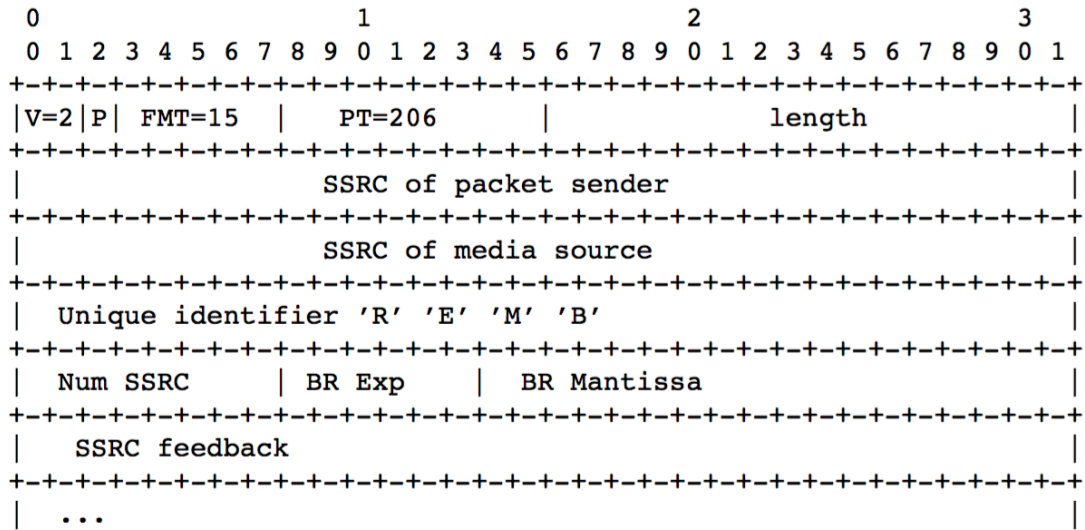 0                   1                   2                   3
 0 1 2 3 4 5 6 7 8 9 0 1 2 3 4 5 6 7 8 9 0 1 2 3 4 5 6 7 8 9 0 1
+-+-+-+-+-+-+-+-+-+-+-+-+-+-+-+-+-+-+-+-+-+-+-+-+-+-+-+-+-+-+-+-+
|V=2|P| FMT=15  |   PT=206      |             length            |
+-+-+-+-+-+-+-+-+-+-+-+-+-+-+-+-+-+-+-+-+-+-+-+-+-+-+-+-+-+-+-+-+
|                  SSRC of packet sender                        |
+-+-+-+-+-+-+-+-+-+-+-+-+-+-+-+-+-+-+-+-+-+-+-+-+-+-+-+-+-+-+-+-+
|                  SSRC of media source                         |
+-+-+-+-+-+-+-+-+-+-+-+-+-+-+-+-+-+-+-+-+-+-+-+-+-+-+-+-+-+-+-+-+
|  Unique identifier ’R’ ’E’ ’M’ ’B’                            |
+-+-+-+-+-+-+-+-+-+-+-+-+-+-+-+-+-+-+-+-+-+-+-+-+-+-+-+-+-+-+-+-+
|  Num SSRC     | BR Exp    |  BR Mantissa                      |
+-+-+-+-+-+-+-+-+-+-+-+-+-+-+-+-+-+-+-+-+-+-+-+-+-+-+-+-+-+-+-+-+
|   SSRC feedback                                               |
+-+-+-+-+-+-+-+-+-+-+-+-+-+-+-+-+-+-+-+-+-+-+-+-+-+-+-+-+-+-+-+-+
|  ...                                                          |